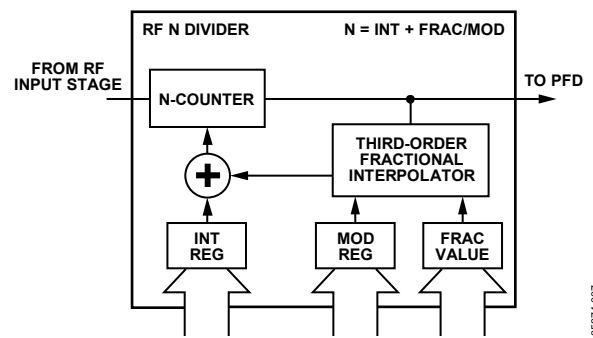 RF N DIVIDER
N = INT + FRAC/MOD
FROM RF
INPUT STAGE
TO PFD
N-COUNTER
THIRD-ORDER
FRACTIONAL
INTERPOLATOR
+
INT
REG
MOD
REG
FRAC
VALUE